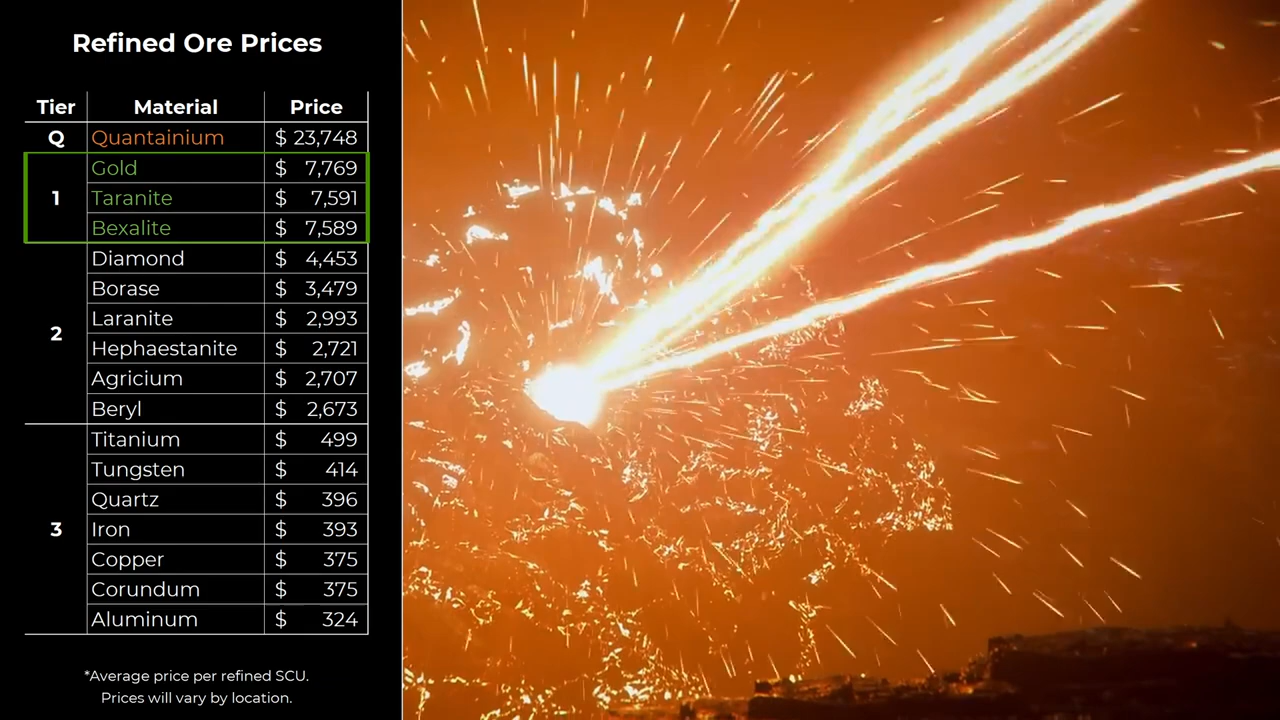 Refined Ore Prices
Tier Material Price
Q Quantainium $ 23,748
Gold $ 7,769
1 Taranite $ 7,591
Bexalite $ 7,589
Diamond $ 4,453
Borase $ 3,479
Laranite $ 2,993
2
Hephaestanite $ 2,721
Agricium $ 2,707
Beryl $ 2,673
Titanium $ 499
Tungsten $ 414
Quartz $ 396
3 Iron $ 393
Copper $ 375
Corundum $ 375
Aluminum $ 324
*Average price per refined SCU.
Prices will vary by location.